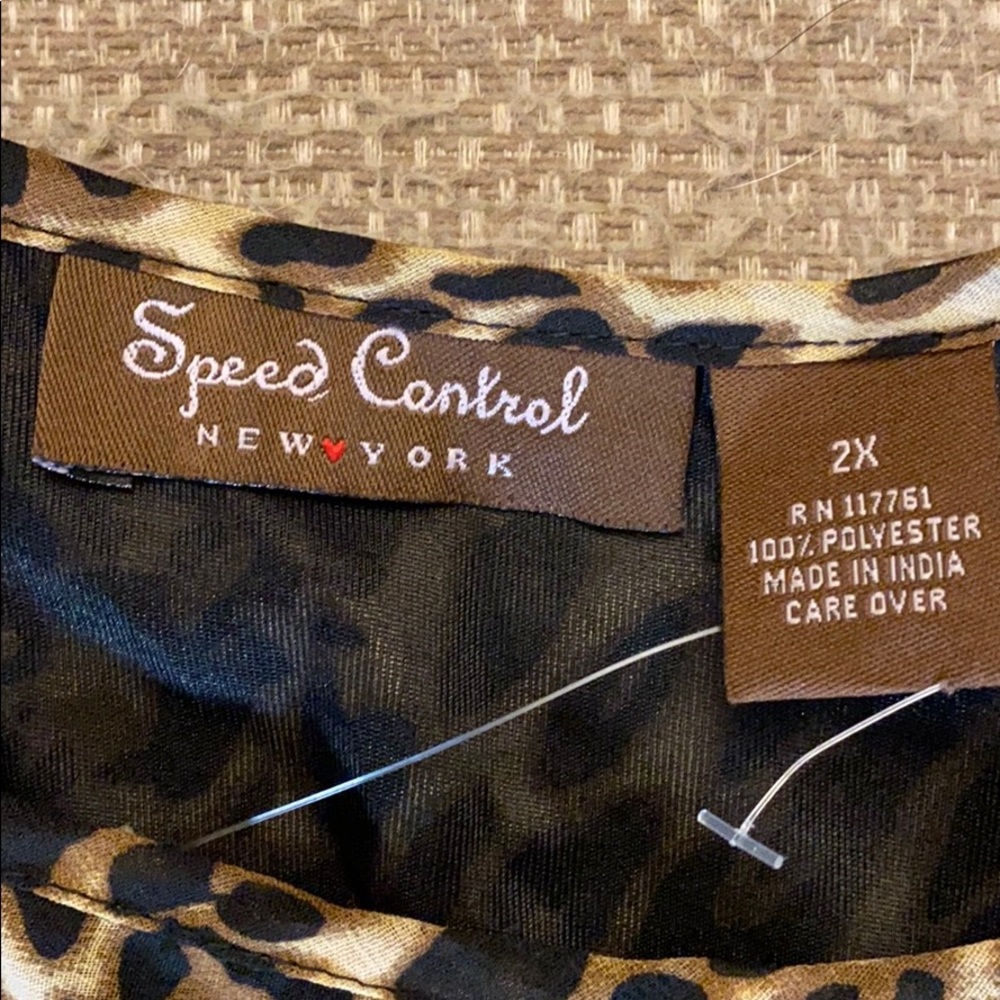 Speed Control
NEW♥YORK
2X
RN 117761
100% POLYESTER
MADE IN INDIA
CARE OVER